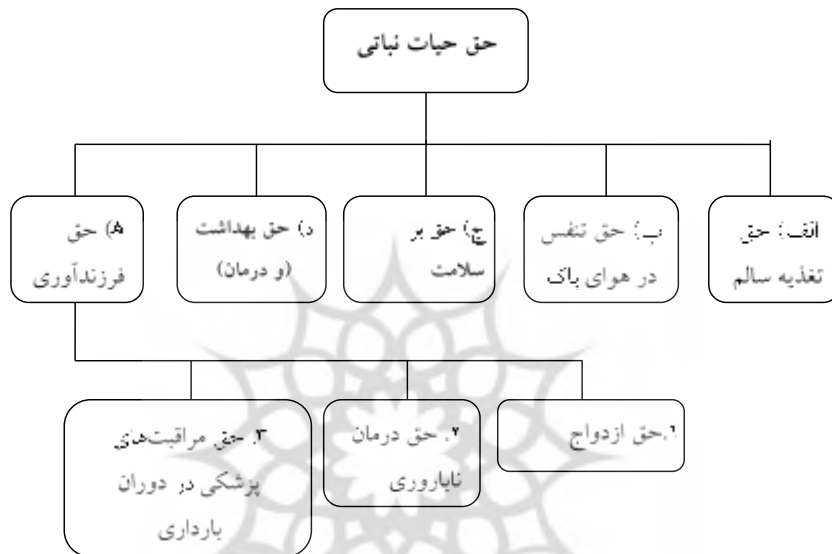 حق حیات نباتی
الف) حق
تغذیه سالم
ب) حق تنفس
در هوای پاک
ج) حق بر
سلامت
د) حق بهداشت
(و درمان)
ه) حق
فرزندآوری
۱. حق ازدواج
۲. حق درمان
ناباروری
۳. حق مراقبت‌های
پزشکی در دوران
بارداری